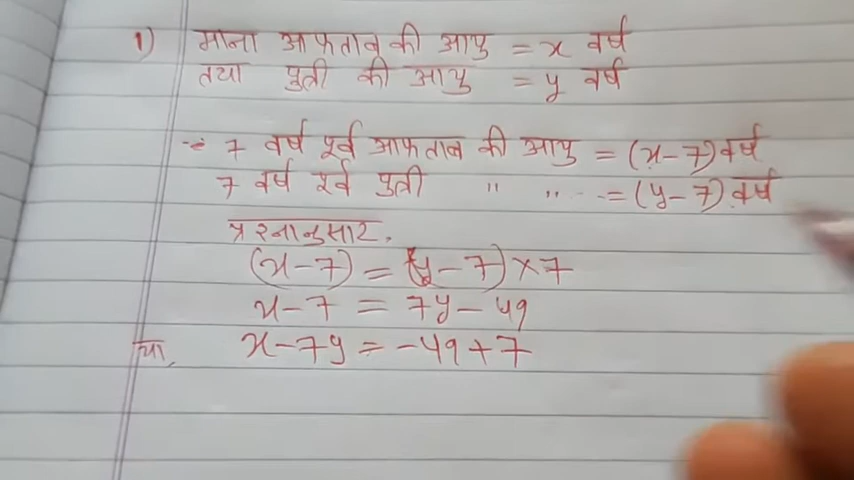 1) माना आफताब की आयु = x वर्ष
तथा पुत्री की आयु = y वर्ष
∴ 7 वर्ष पूर्व आफताब की आयु = (x-7) वर्ष
7 वर्ष पूर्व पुत्री " " = (y-7) वर्ष
प्रश्नानुसार,
(x-7) = (y-7)×7
x-7 = 7y-49
या, x-7y = -49+7